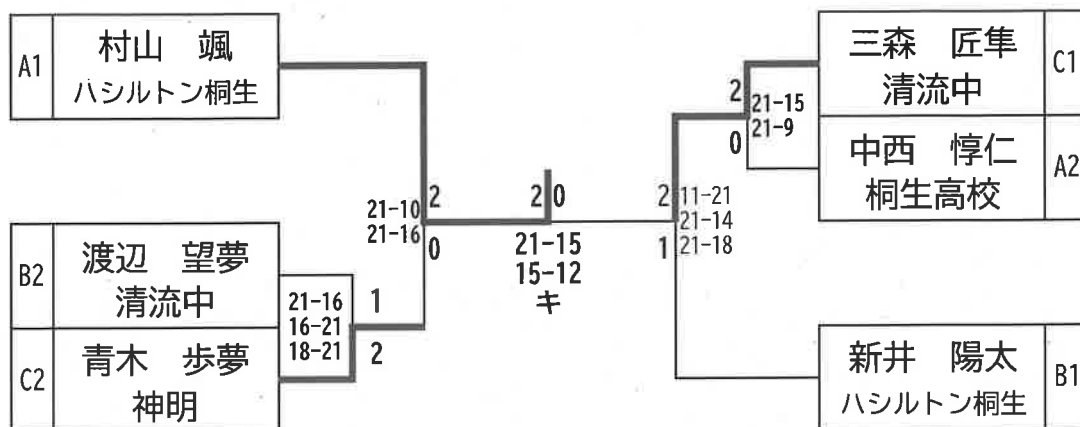 A1
村山　颯
ハシルトン桐生
B2
渡辺　望夢
清流中
C2
青木　歩夢
神明
21-16
16-21
18-21
1
2
21-10
21-16
2
0
2 0
21-15
15-12
キ
2
1
11-21
21-14
21-18
2
0
21-15
21-9
三森　匠隼
清流中
C1
中西　惇仁
桐生高校
A2
新井　陽太
ハシルトン桐生
B1